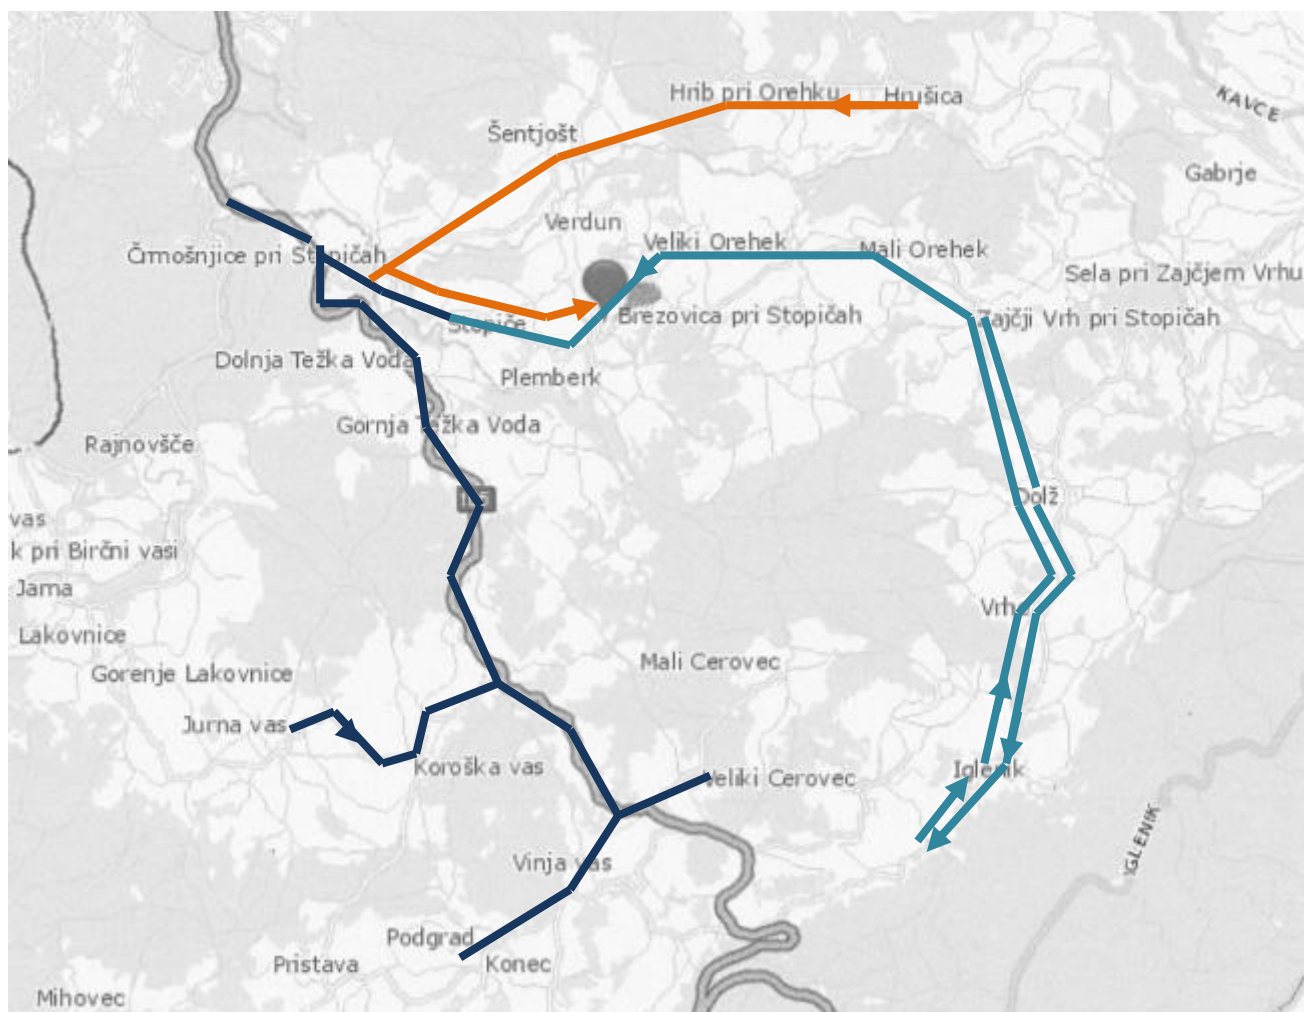 Hrib pri Orehku
Hrušica
KAVCE
Šentjošt
Gabrje
Verdun
Veliki Orehek
Mali Orehek
Črmošnjice pri Stopičah
Sela pri Zajčjem Vrhu
Stopiče
Brezovica pri Stopičah
Zajčji Vrh pri Stopičah
Dolnja Težka Voda
Plemberk
Gornja Težka Voda
Rajnovšče
Dolž
vas
k pri Birčni vasi
Jama
Vrhe
Lakovnice
Mali Cerovec
Gorenje Lakovnice
Jurna vas
Koroška vas
Veliki Cerovec
Iglenik
IGLENIK
Vinja vas
Podgrad
Pristava
Konec
Mihovec